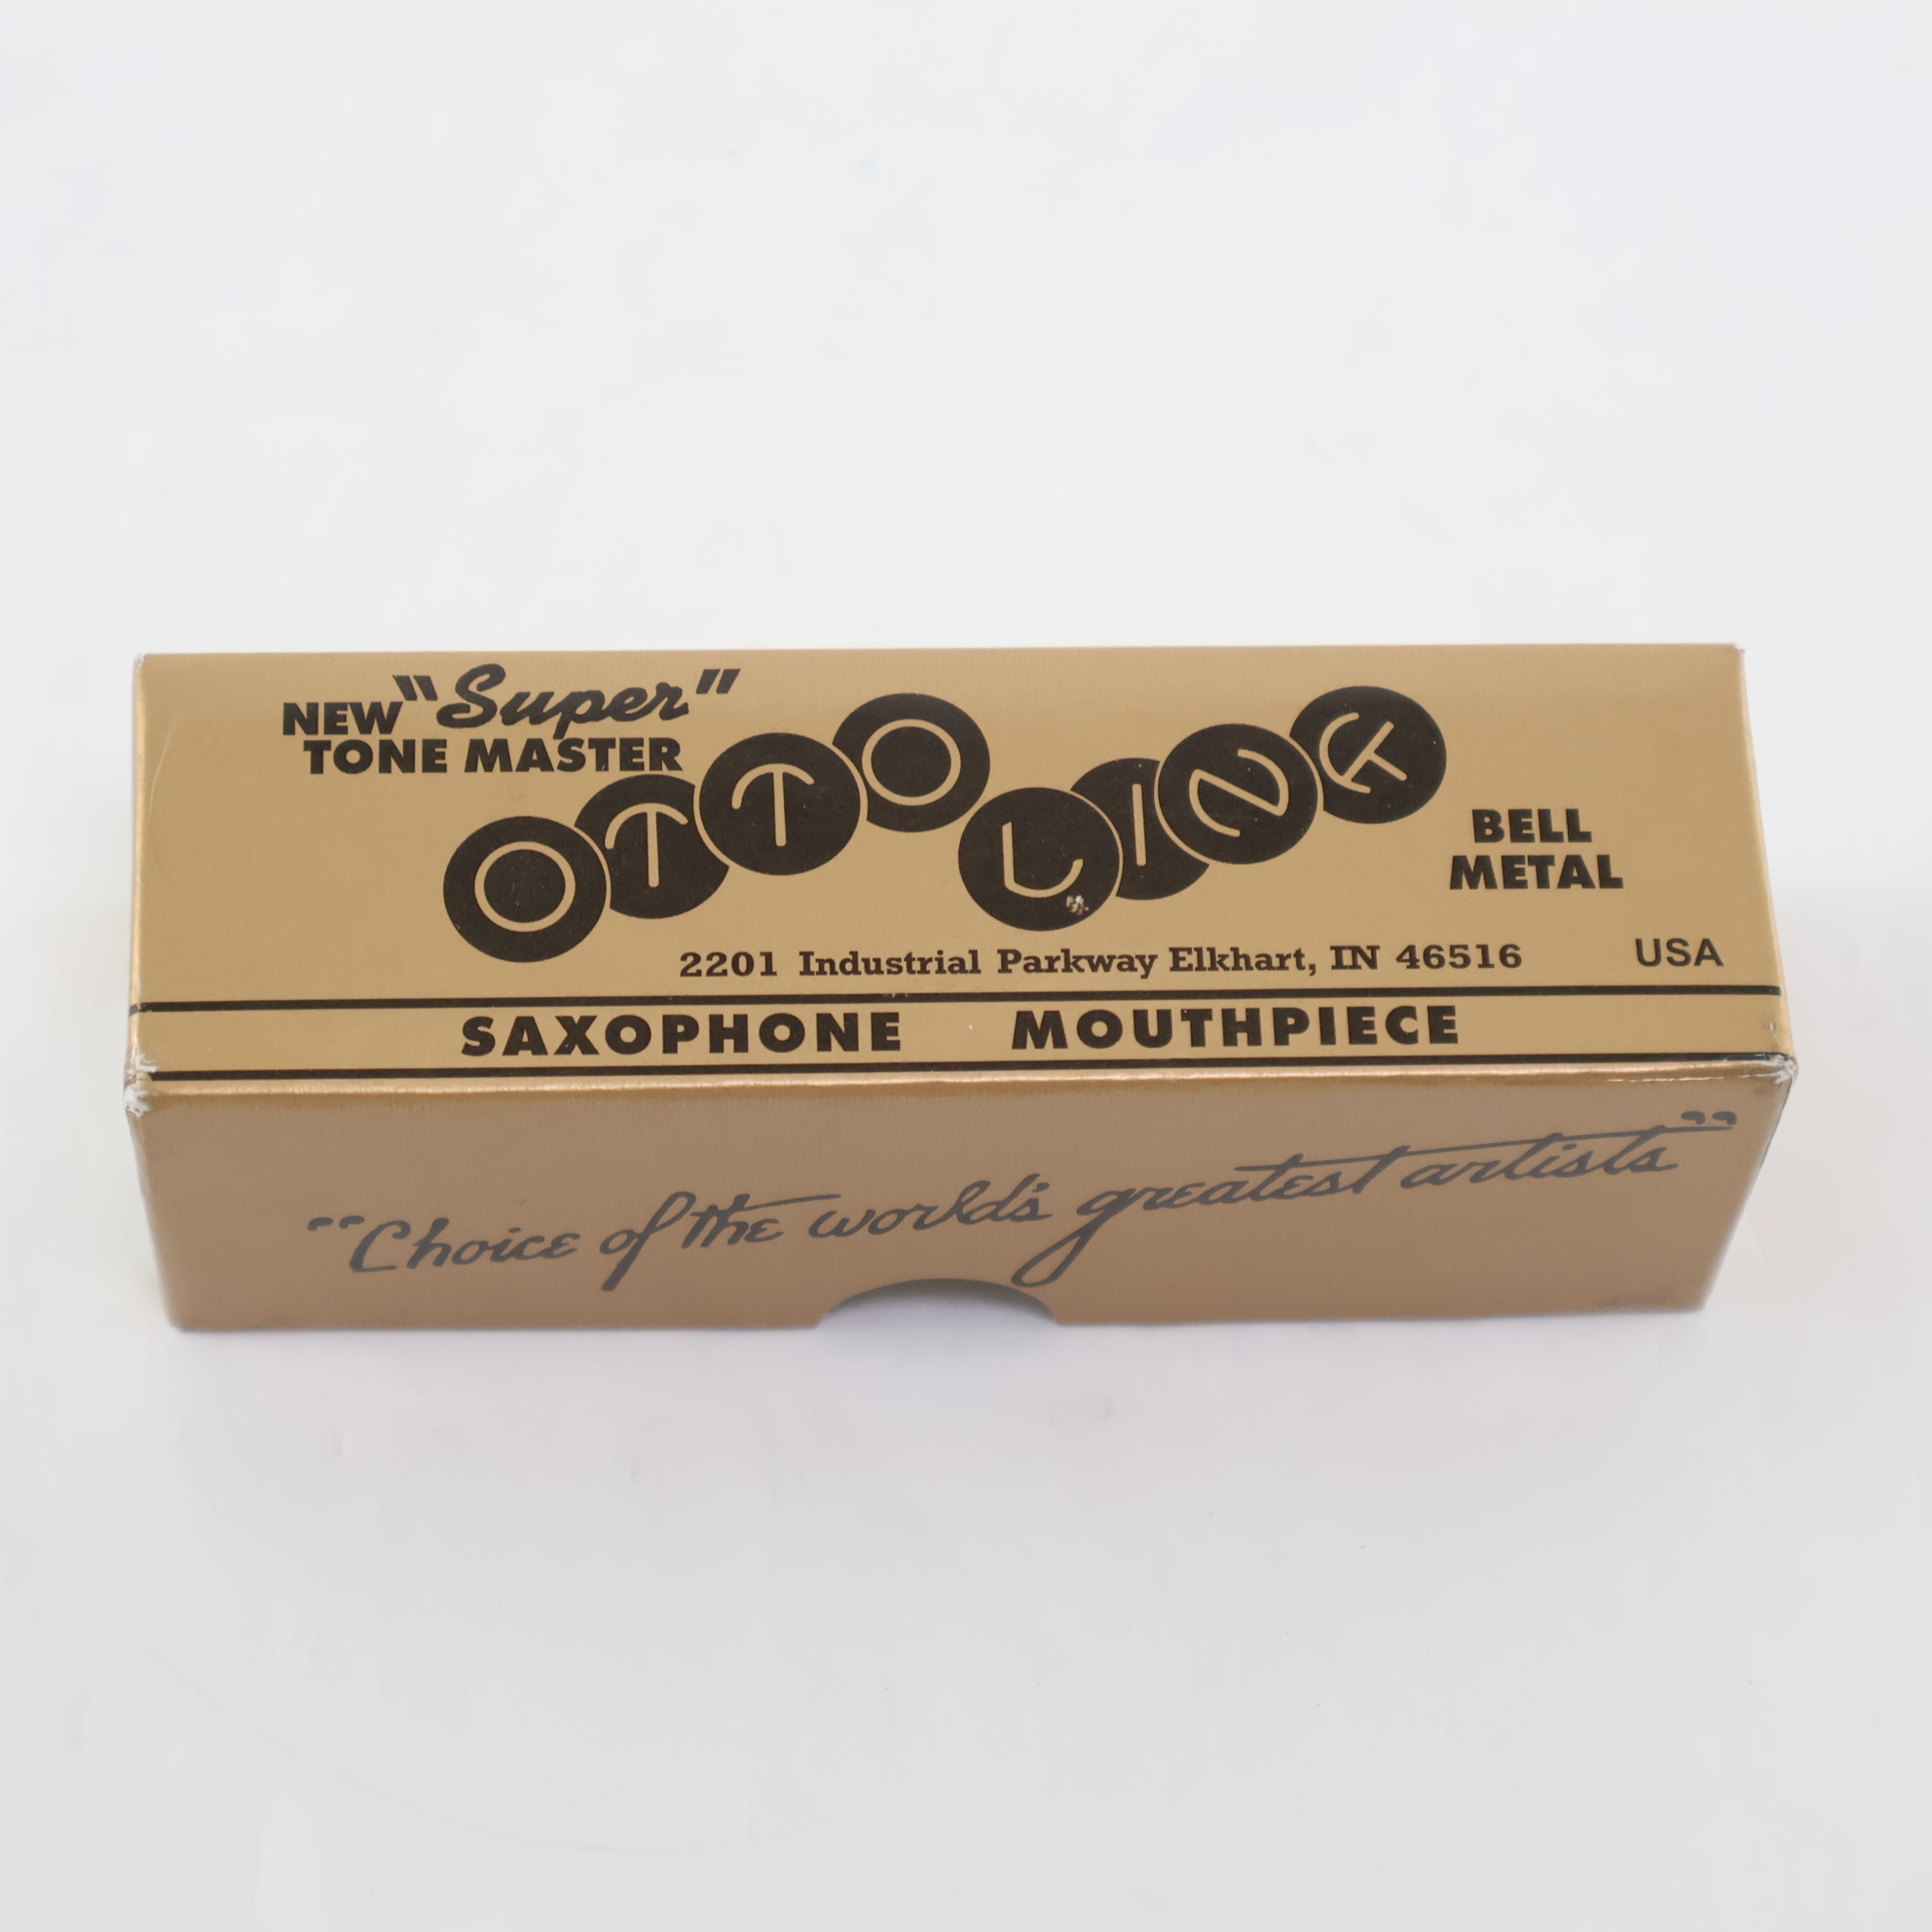 NEW "Super"
TONE MASTER
OTTO LINK
BELL
METAL
2201 Industrial Parkway Elkhart, IN 46516
USA
SAXOPHONE MOUTHPIECE
"Choice of the world's greatest artists"